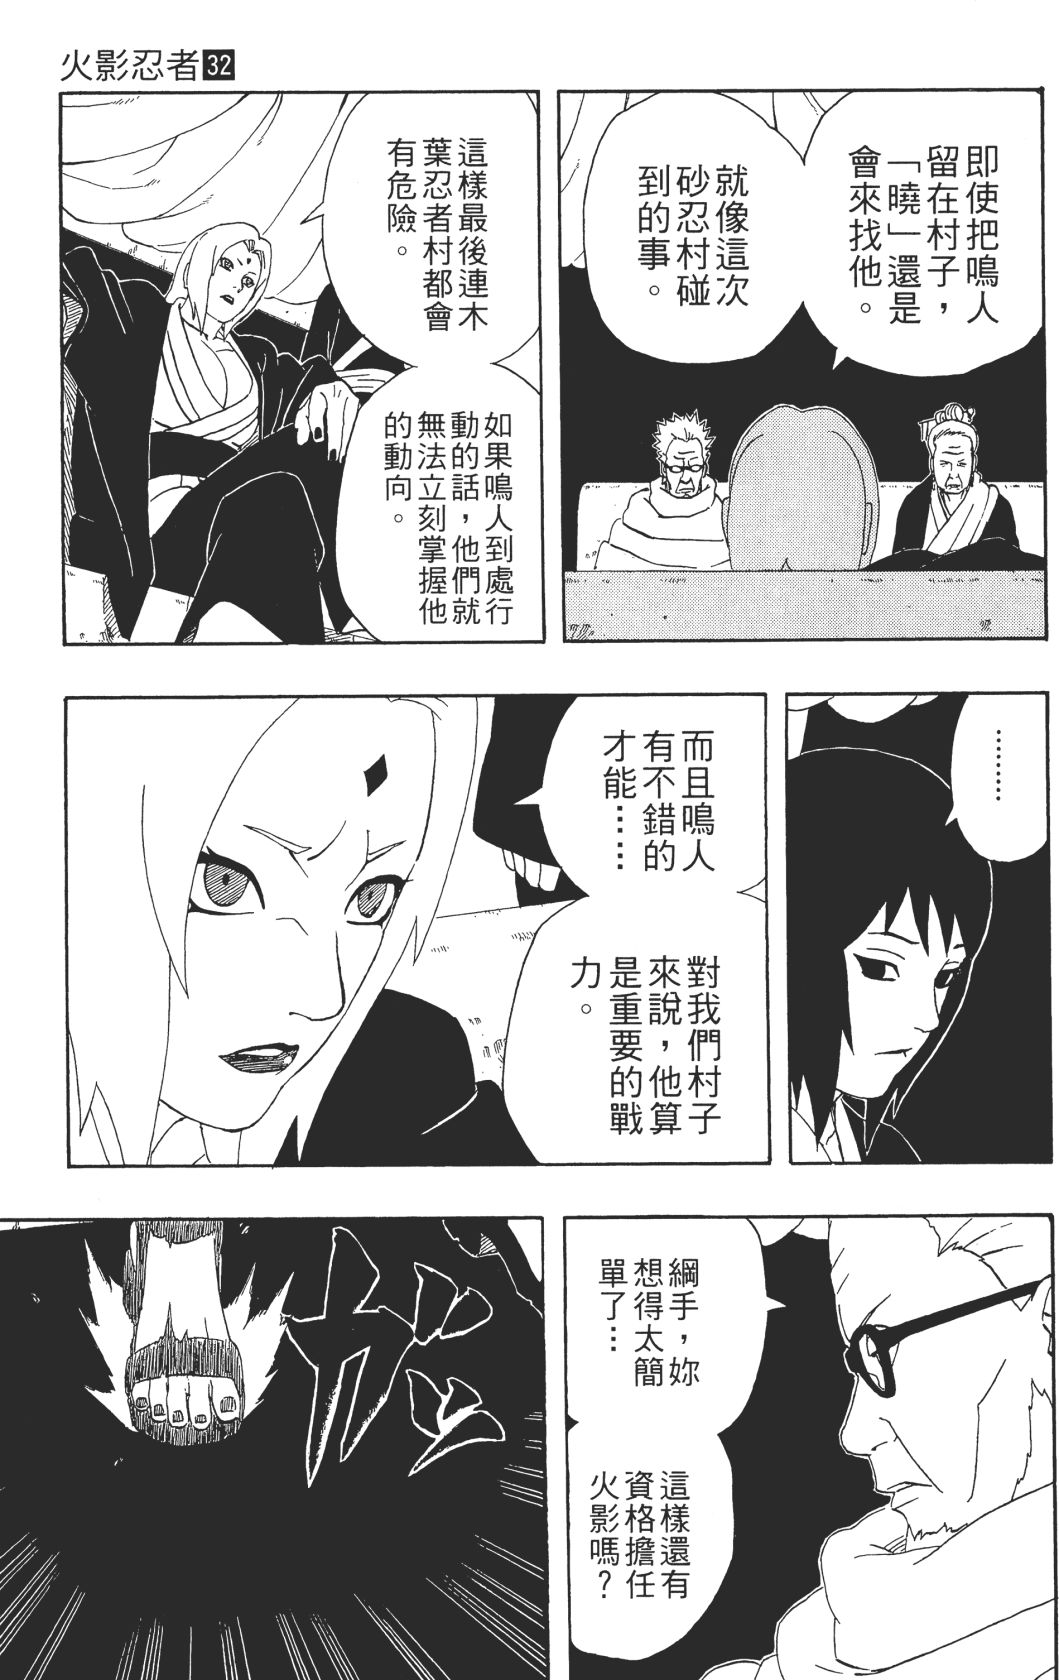 火影忍者32
即使把鳴人
留在村子，
「曉」還是
會來找他。
就像這次
砂忍村碰
到的事。
這樣最後連木
葉忍者村都會
有危險。
如果鳴人到處行
動的話，他們就
無法立刻掌握他
的動向。
………
而且鳴人
有不錯的
才能……
對我們村子
來說，他算
是重要的戰
力。
綱手，妳
想得太簡
單了…
這樣還有
資格擔任
火影嗎？
ガッ